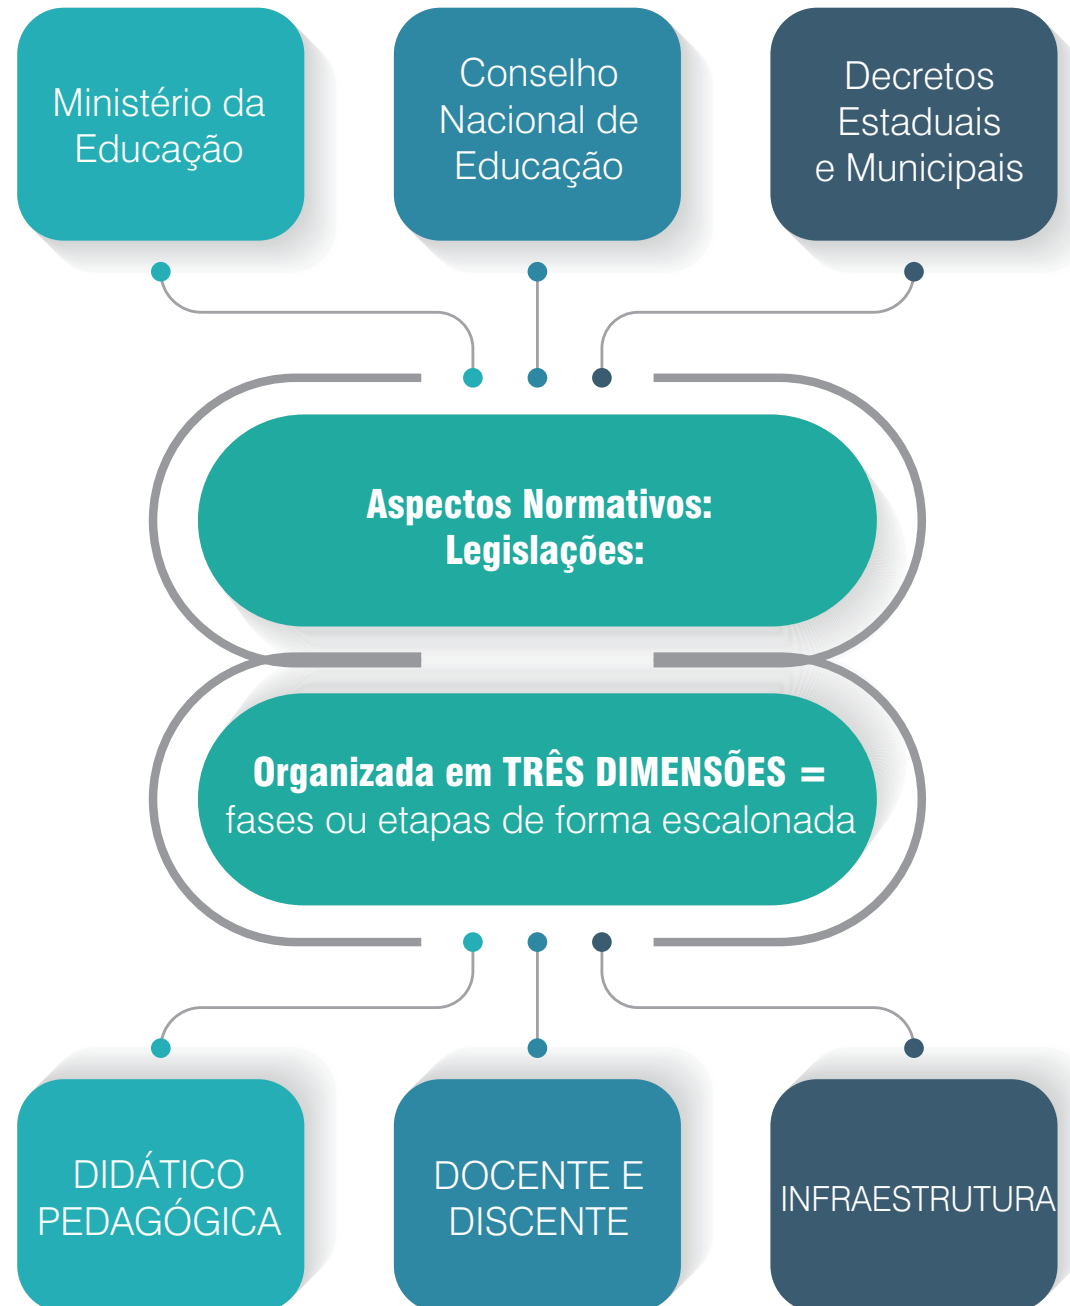 Ministério da
Educação
Conselho
Nacional de
Educação
Decretos
Estaduais
e Municipais
Aspectos Normativos:
Legislações:
Organizada em TRÊS DIMENSÕES =
fases ou etapas de forma escalonada
DIDÁTICO
PEDAGÓGICA
DOCENTE E
DISCENTE
INFRAESTRUTURA